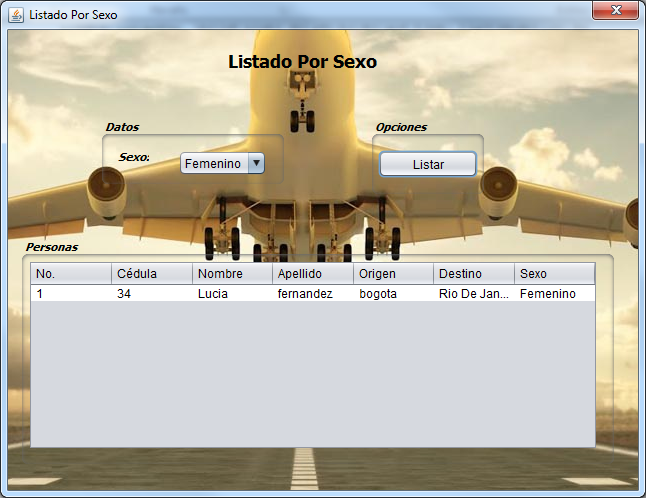 Listado Por Sexo
Listado Por Sexo
Datos
Opciones
Sexo:
Femenino
Listar
Personas
No. Cédula Nombre Apellido Origen Destino Sexo
1 34 Lucia fernandez bogota Rio De Jan... Femenino